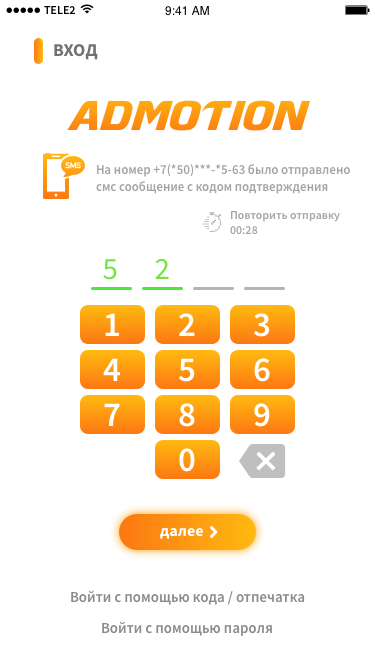 TELE2 9:41 AM
ВХОД
ADMOTION
SMS
На номер +7(*50)***-*5-63 было отправлено
смс сообщение с кодом подтверждения
Повторить отправку
00:28
5 2
1 2 3
4 5 6
7 8 9
0
далее
Войти с помощью кода / отпечатка
Войти с помощью пароля